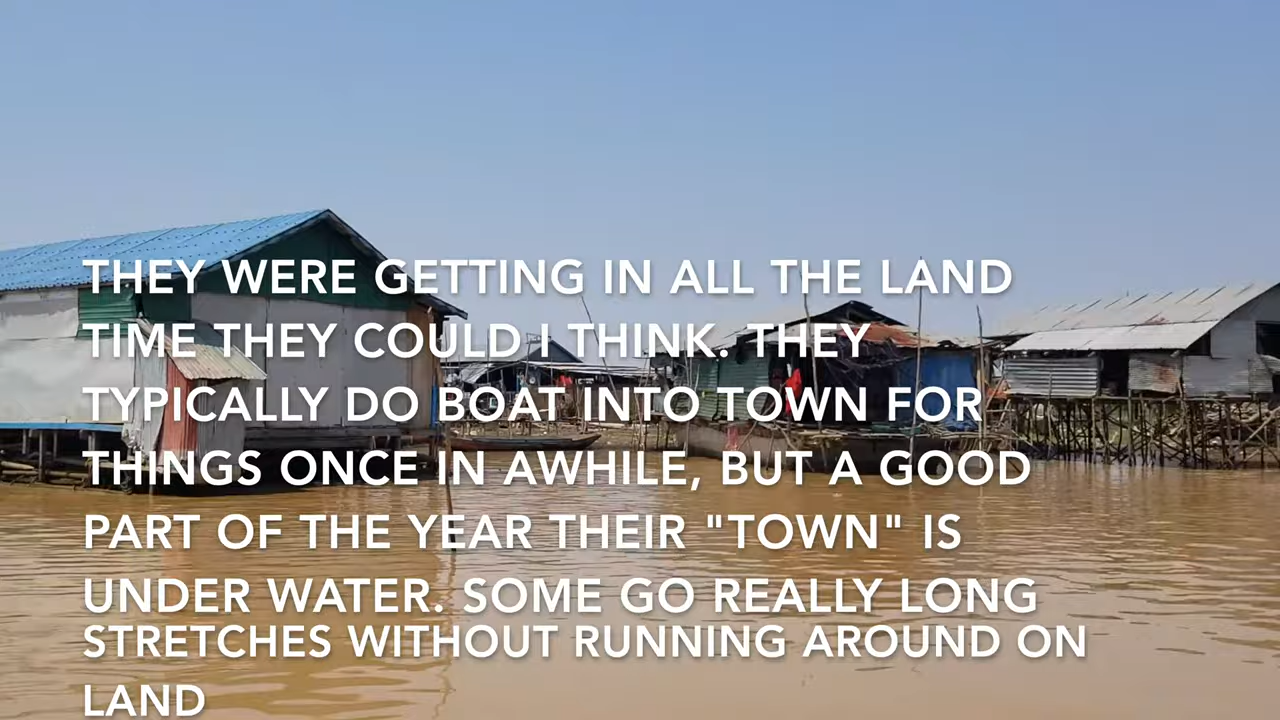 THEY WERE GETTING IN ALL THE LAND
TIME THEY COULD I THINK. THEY
TYPICALLY DO BOAT INTO TOWN FOR
THINGS ONCE IN AWHILE, BUT A GOOD
PART OF THE YEAR THEIR "TOWN" IS
UNDER WATER. SOME GO REALLY LONG
STRETCHES WITHOUT RUNNING AROUND ON
LAND